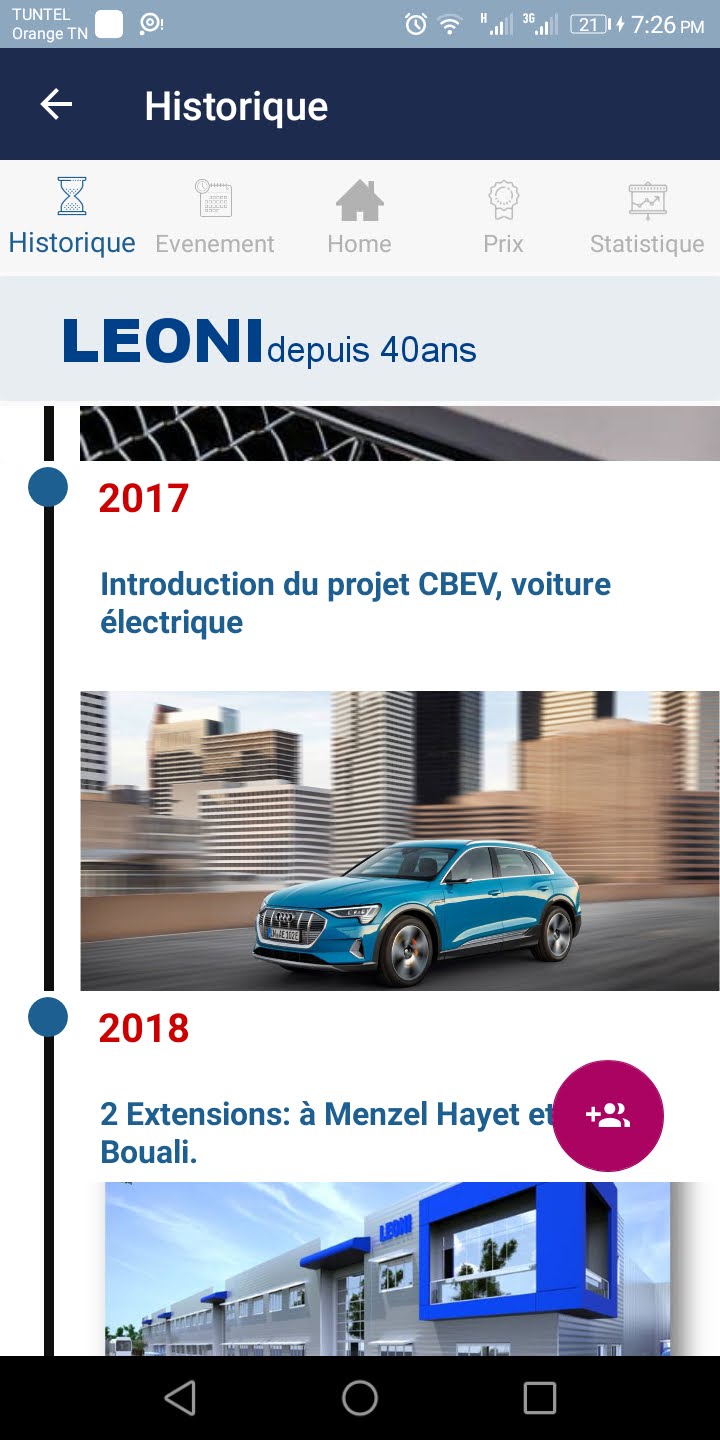 TUNTEL
Orange TN
H
3G
21
7:26 PM
Historique
Historique
Evenement
Home
Prix
Statistique
LEONI depuis 40ans
2017
Introduction du projet CBEV, voiture
électrique
2018
2 Extensions: à Menzel Hayet et
Bouali.
LEONI